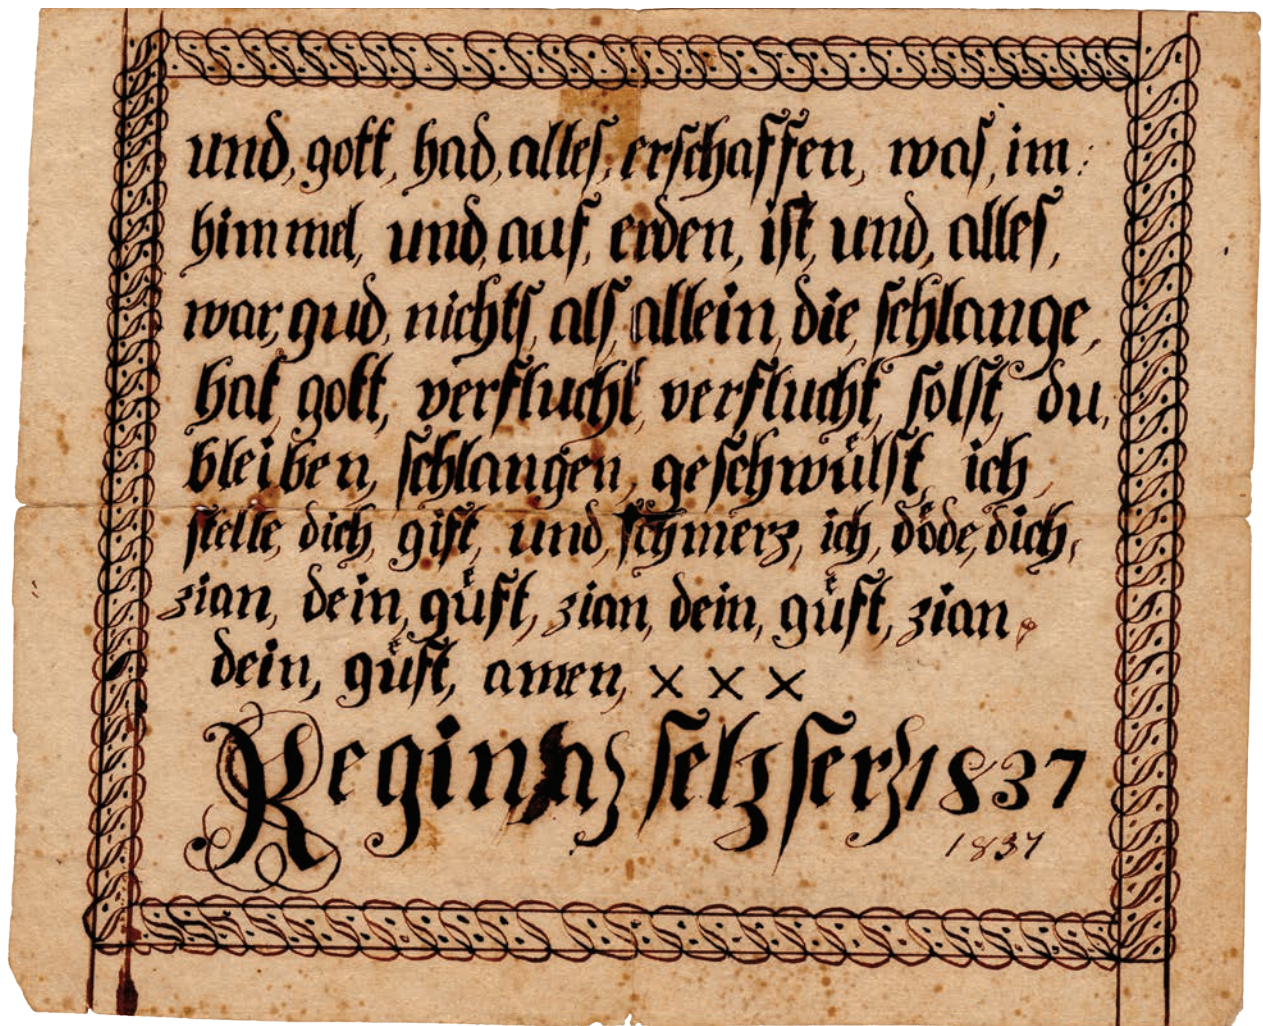 und, gott, had, alles, erschaffen, was, im:
himmel, und, auf, erden, ist, und, alles,
war, gud, nichts, als, allein, die, schlange,
hat, gott, verflucht, verflucht, solst, du,
bleiben, schlangen, geschwülst, ich,
stelle, dich, gift, und, schmerz, ich, döde, dich,
zian, dein, güft, zian, dein, güft, zian,
dein, güft, amen, x x x
selzserz 1837
1837